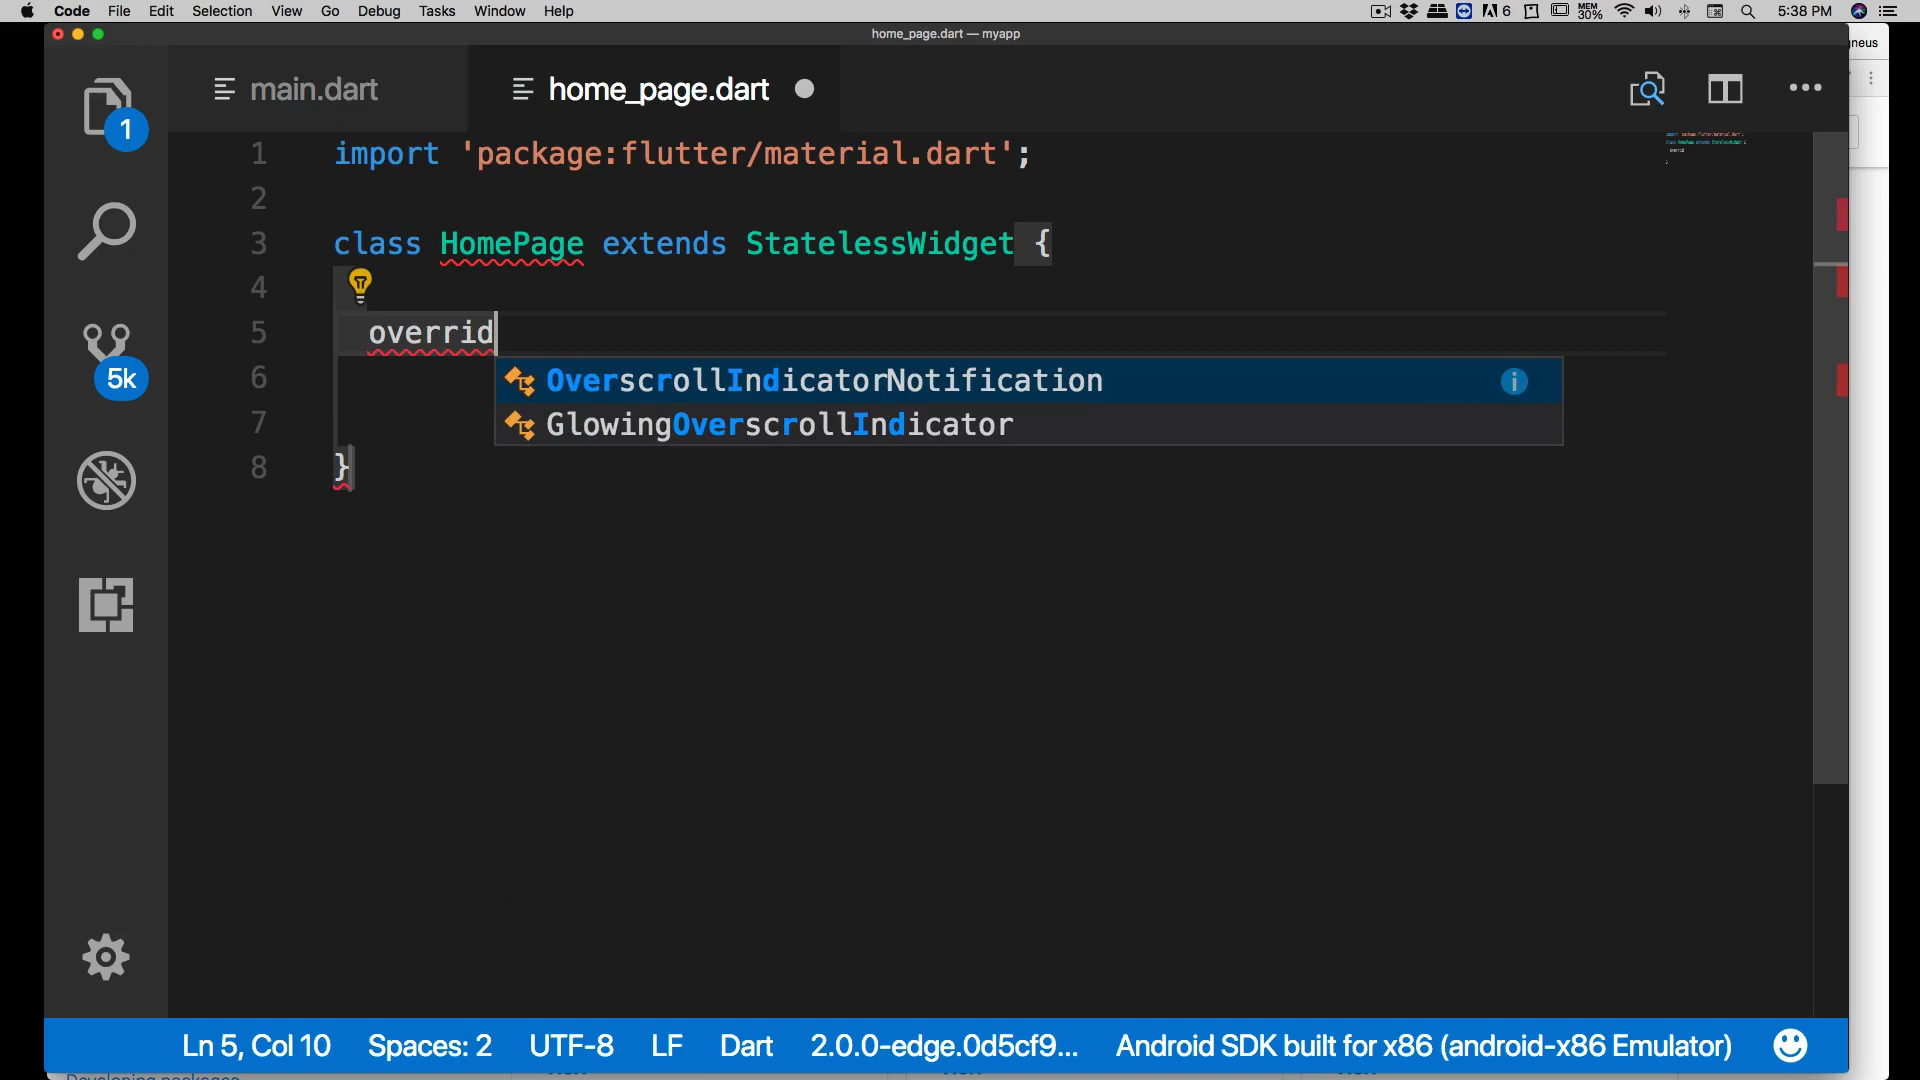 Code File Edit Selection View Go Debug Tasks Window Help 6 MEM 30% 5:38 PM
home_page.dart — myapp
gneus
main.dart home_page.dart
1
1 import 'package:flutter/material.dart';
2
3 class HomePage extends StatelessWidget {
4
5 overrid
6 OverscrollIndicatorNotification
7 GlowingOverscrollIndicator
8 }
5k
Ln 5, Col 10 Spaces: 2 UTF-8 LF Dart 2.0.0-edge.0d5cf9... Android SDK built for x86 (android-x86 Emulator)